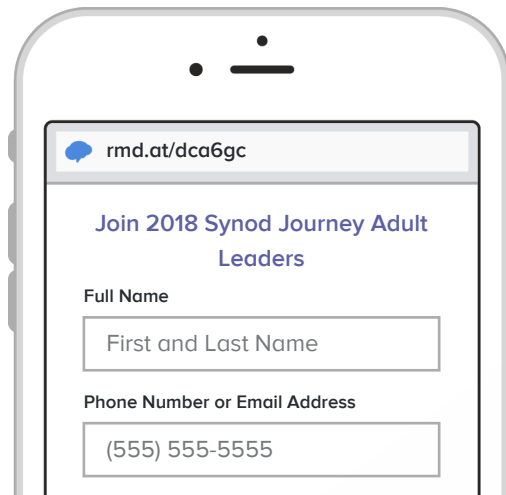 rmd.at/dca6gc
Join 2018 Synod Journey Adult
Leaders
Full Name
First and Last Name
Phone Number or Email Address
(555) 555-5555